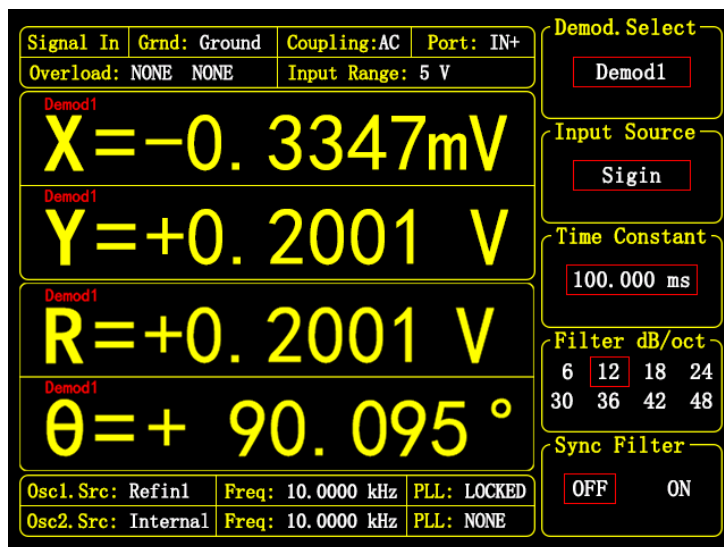 Signal In Grnd: Ground Coupling:AC Port: IN+
Overload: NONE NONE Input Range: 5 V
Demod1
X=-0.3347mV
Demod1
Y=+0.2001 V
Demod1
R=+0.2001 V
Demod1
θ=+ 90.095°
Osc1.Src: Refin1 Freq: 10.0000 kHz PLL: LOCKED
Osc2.Src: Internal Freq: 10.0000 kHz PLL: NONE
Demod.Select
Demod1
Input Source
Sigin
Time Constant
100.000 ms
Filter dB/oct
6 12 18 24
30 36 42 48
Sync Filter
OFF ON